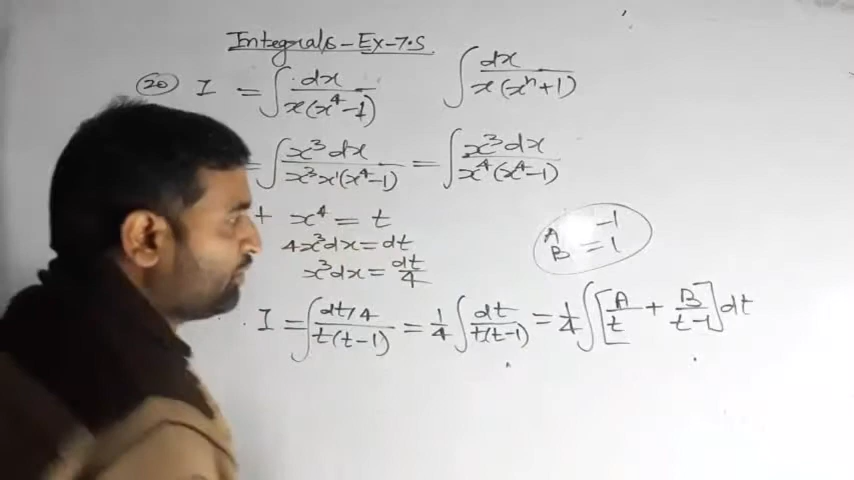 Integrals-Ex-7.5
(20) I = ∫ dx / x(x⁴-1)   ∫ dx / x(xⁿ+1)
= ∫ x³dx / x³x¹(x⁴-1) = ∫ x³dx / x⁴(x⁴-1)
t x⁴ = t
4x³dx = dt
x³dx = dt/4
A -1
B = 1
I = ∫ dt/4 / t(t-1) = 1/4 ∫ dt / t(t-1) = 1/4 ∫ [A/t + B/t-1] dt